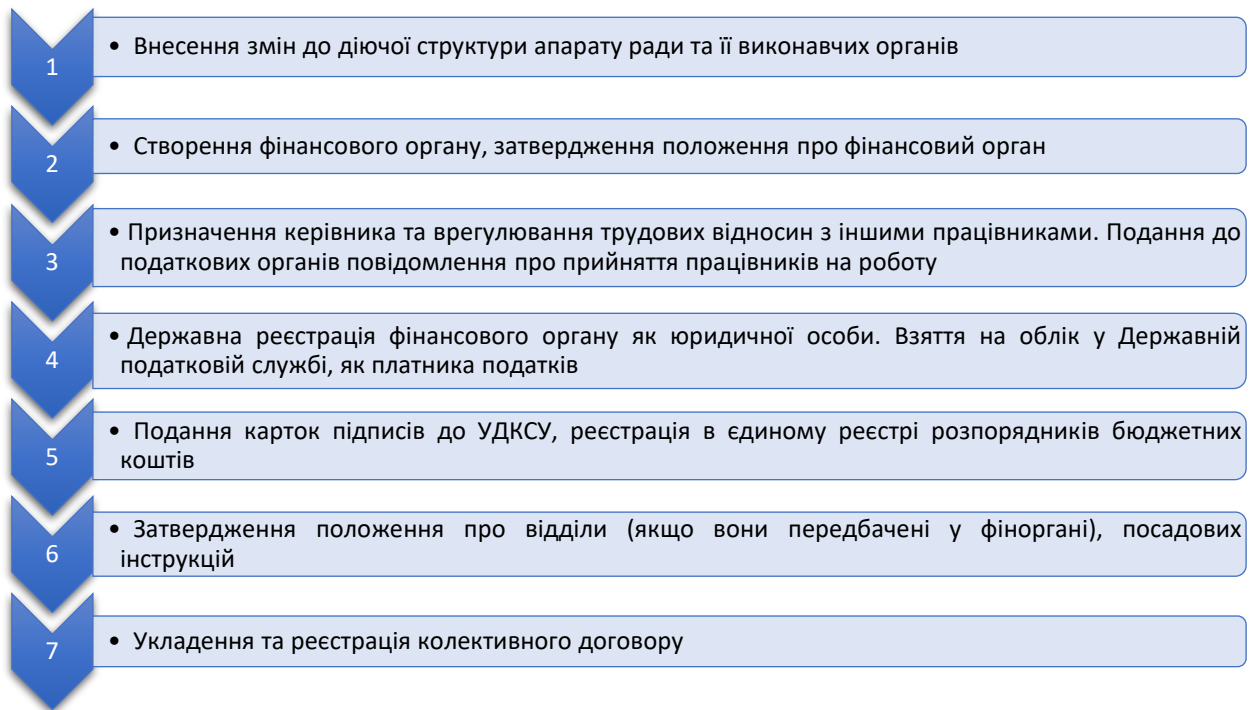 1
• Внесення змін до діючої структури апарату ради та її виконавчих органів
2
• Створення фінансового органу, затвердження положення про фінансовий орган
3
• Призначення керівника та врегулювання трудових відносин з іншими працівниками. Подання до
податкових органів повідомлення про прийняття працівників на роботу
4
• Державна реєстрація фінансового органу як юридичної особи. Взяття на облік у Державній
податковій службі, як платника податків
5
• Подання карток підписів до УДКСУ, реєстрація в єдиному реєстрі розпорядників бюджетних
коштів
6
• Затвердження положення про відділи (якщо вони передбачені у фіноргані), посадових
інструкцій
7
• Укладення та реєстрація колективного договору